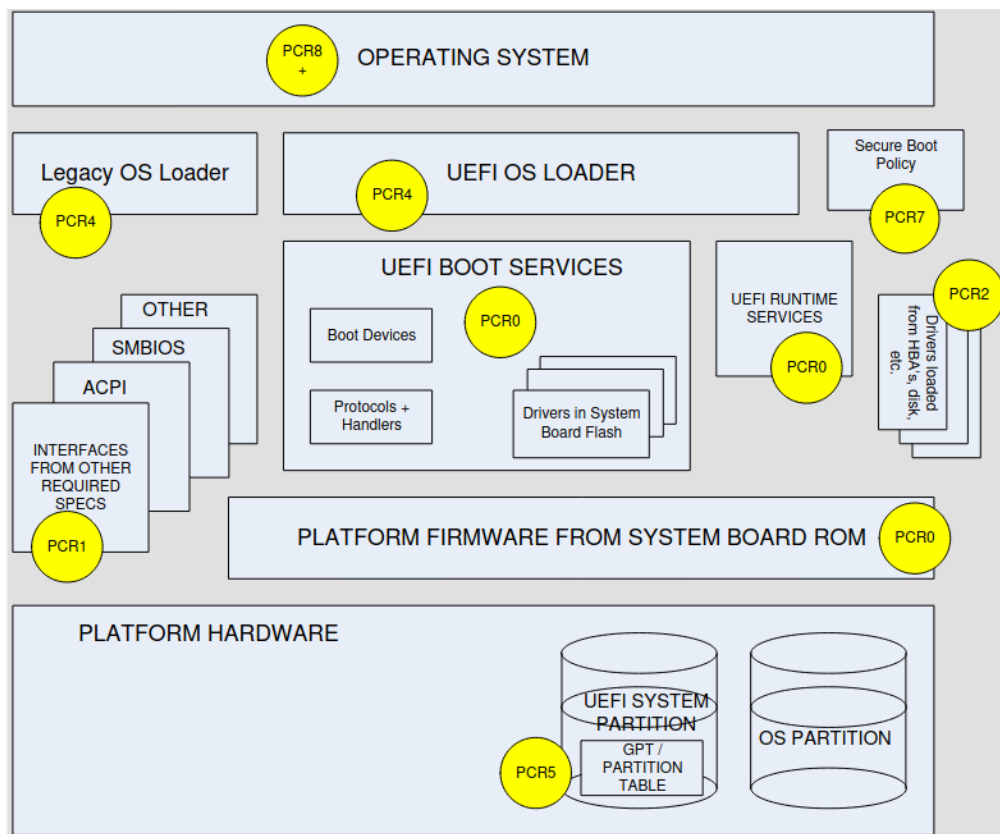 PCR8
+
OPERATING SYSTEM
Legacy OS Loader
PCR4
UEFI OS LOADER
PCR4
Secure Boot
Policy
PCR7
OTHER
SMBIOS
ACPI
INTERFACES
FROM OTHER
REQUIRED
SPECS
PCR1
UEFI BOOT SERVICES
PCR0
Boot Devices
Protocols +
Handlers
Drivers in System
Board Flash
UEFI RUNTIME
SERVICES
PCR0
PCR2
Drivers loaded
from HBA's, disk,
etc.
PLATFORM FIRMWARE FROM SYSTEM BOARD ROM
PCR0
PLATFORM HARDWARE
UEFI SYSTEM
PARTITION
GPT /
PARTITION
TABLE
PCR5
OS PARTITION